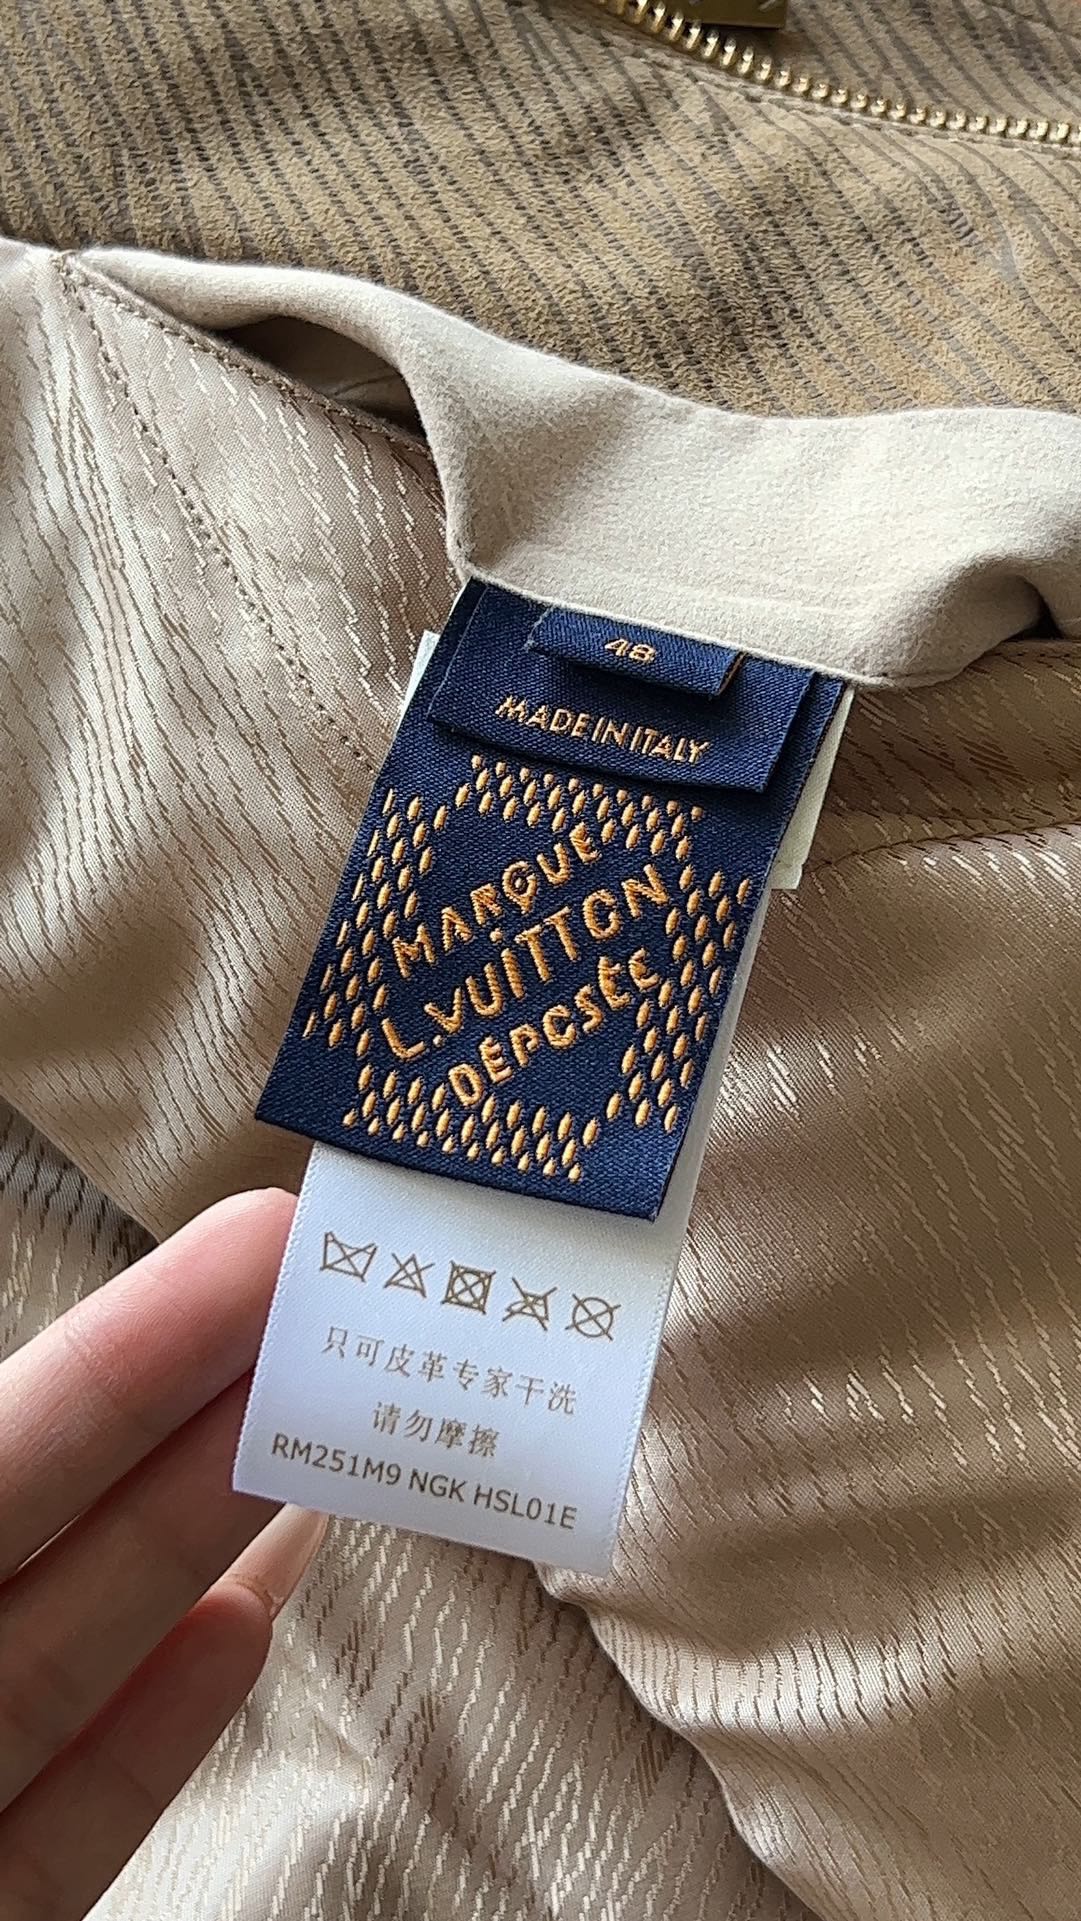 48
MADE IN ITALY
MARQUE
L.VUITTON
DÉPOSÉE
只可皮革专家干洗
请勿摩擦
RM251M9 NGK HSL01E